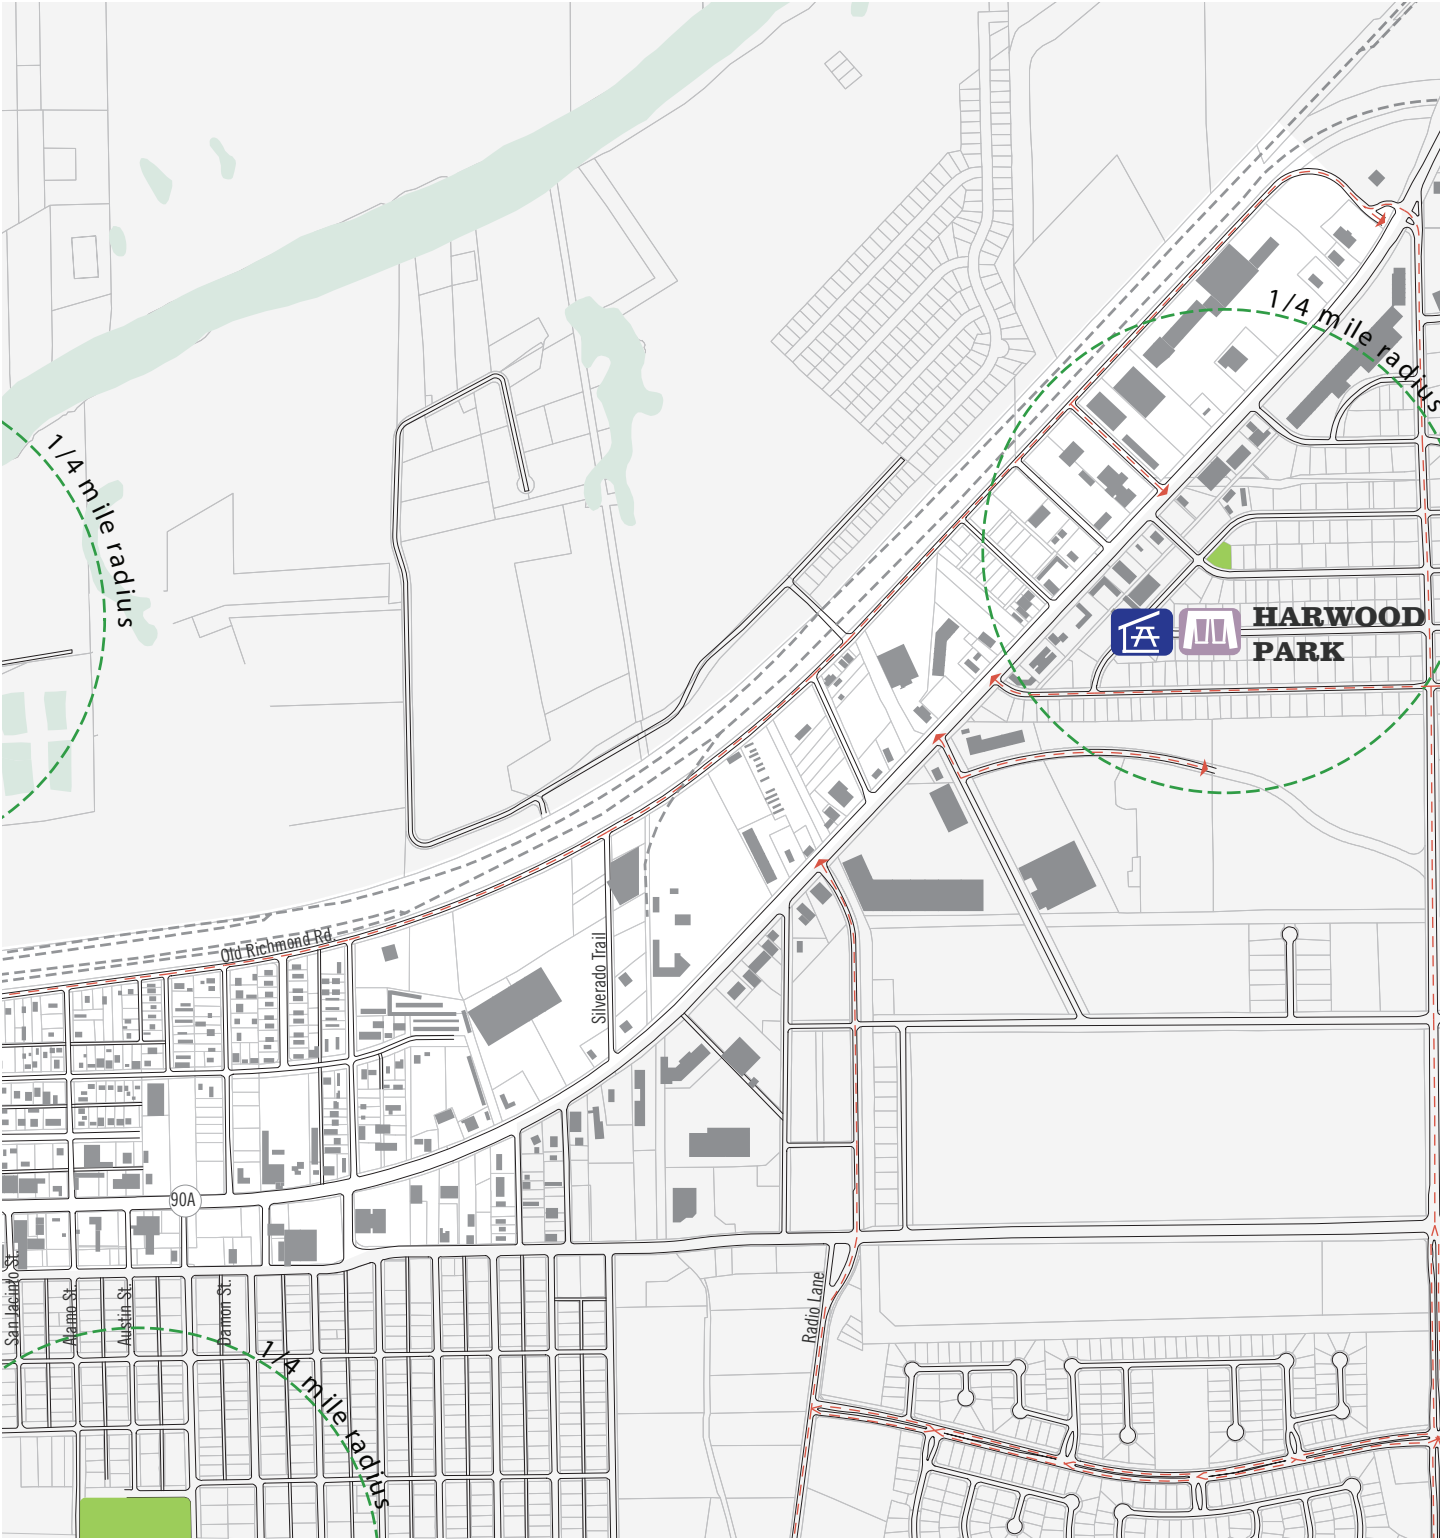 1/4 mile radius
1/4 mile radius
HARWOOD
PARK
Old Richmond Rd.
Silverado Trail
90A
San Jacinto St.
Alamo St.
Austin St.
Damon St.
Radio Lane
1/4 mile radius